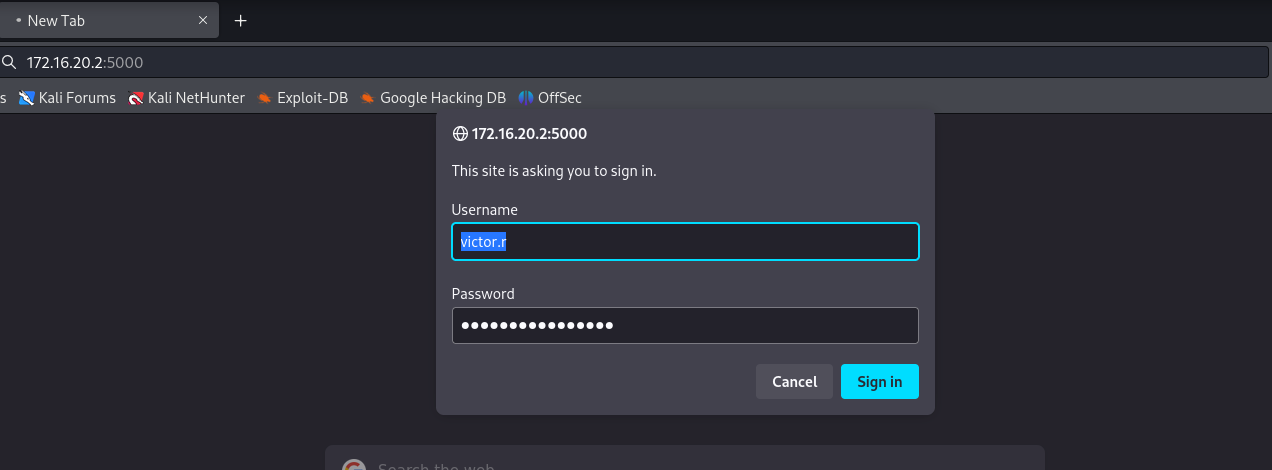 New Tab
172.16.20.2:5000
s Kali Forums Kali NetHunter Exploit-DB Google Hacking DB OffSec
172.16.20.2:5000
This site is asking you to sign in.
Username
victor.r
Password
••••••••••••••••
Cancel Sign in
Search the web